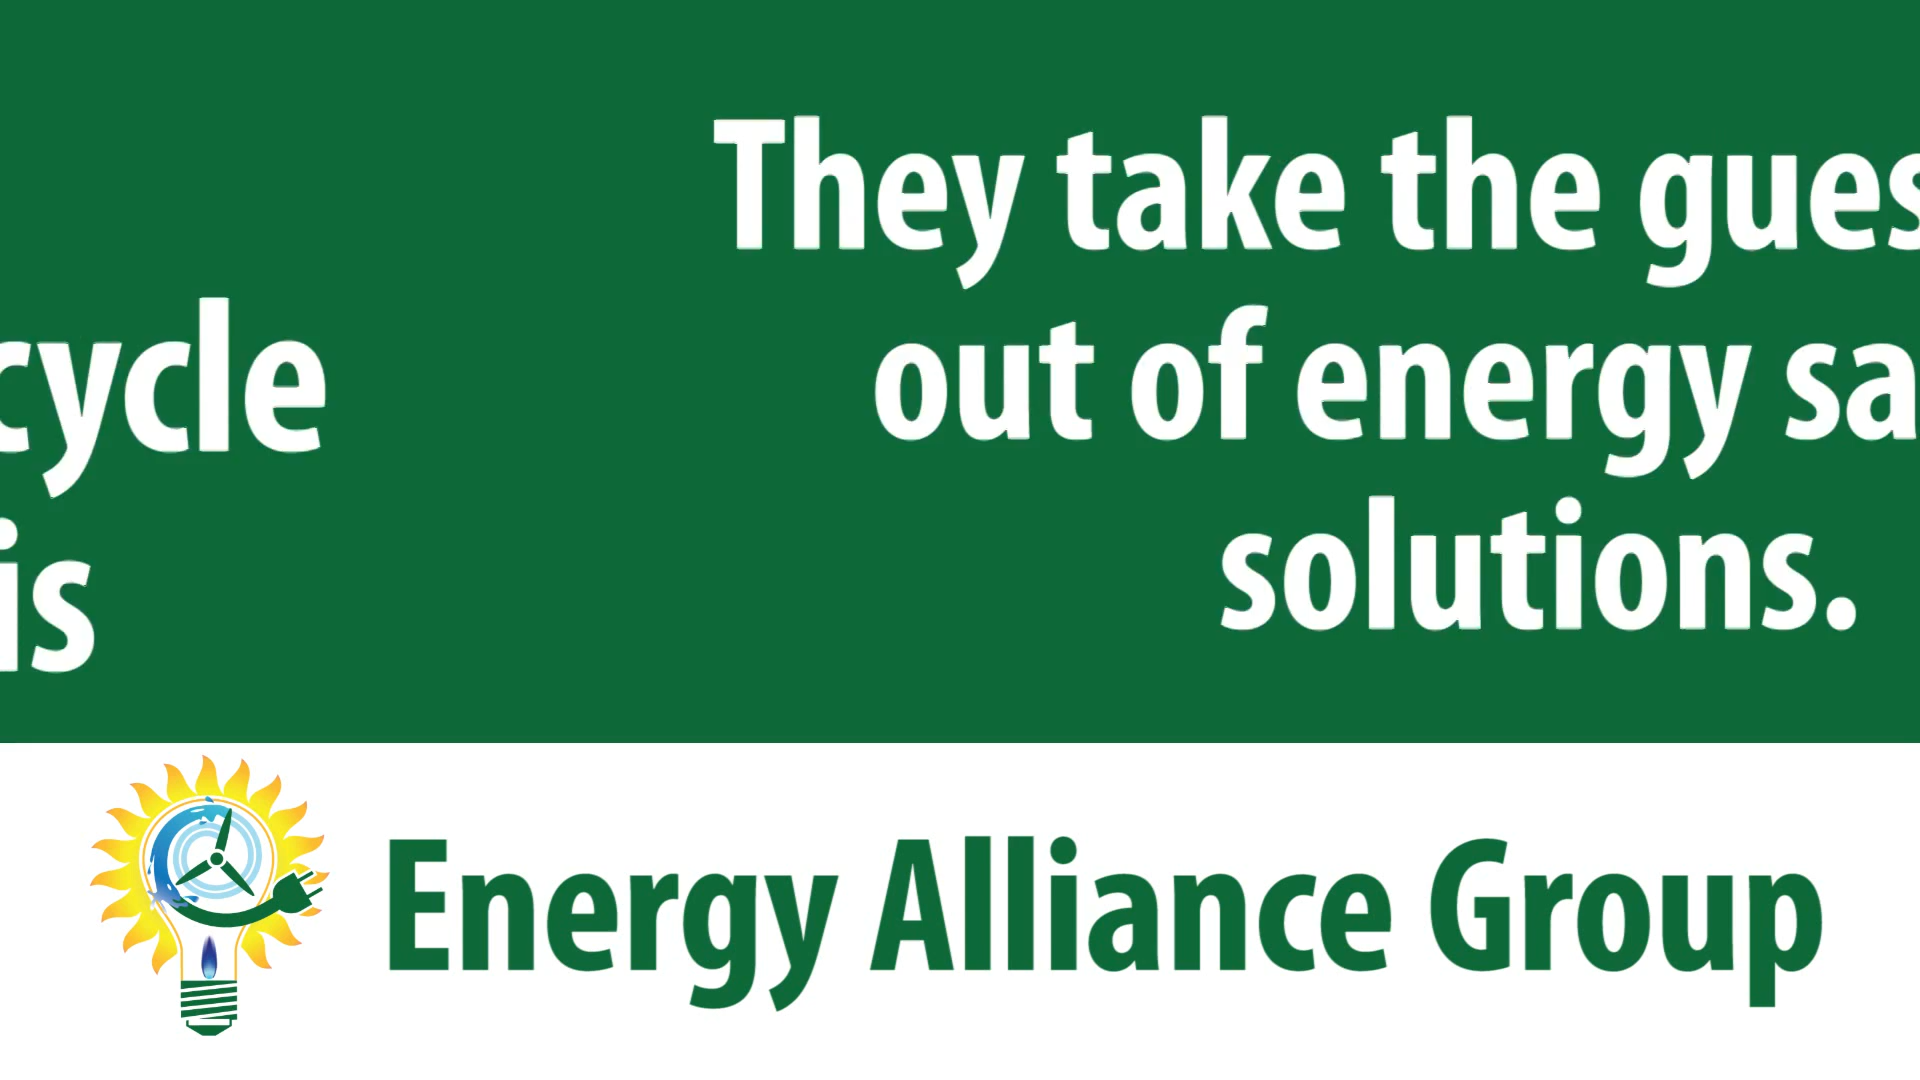 cycle
is
They take the gues
out of energy sa
solutions.
Energy Alliance Group